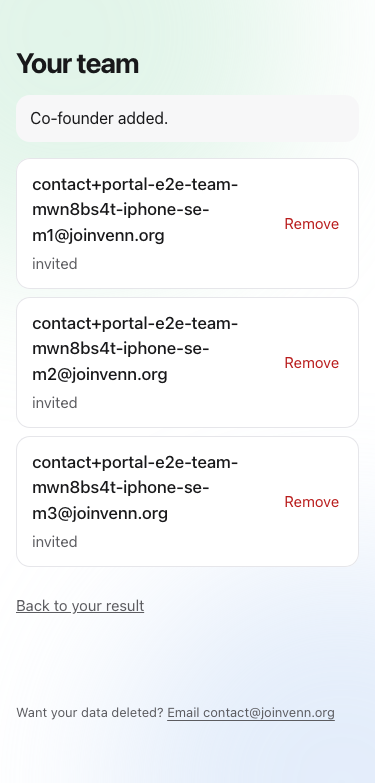 Your team
Co-founder added.
contact+portal-e2e-team-
mwn8bs4t-iphone-se-
m1@joinvenn.org
invited
Remove
contact+portal-e2e-team-
mwn8bs4t-iphone-se-
m2@joinvenn.org
invited
Remove
contact+portal-e2e-team-
mwn8bs4t-iphone-se-
m3@joinvenn.org
invited
Remove
Back to your result
Want your data deleted? Email contact@joinvenn.org